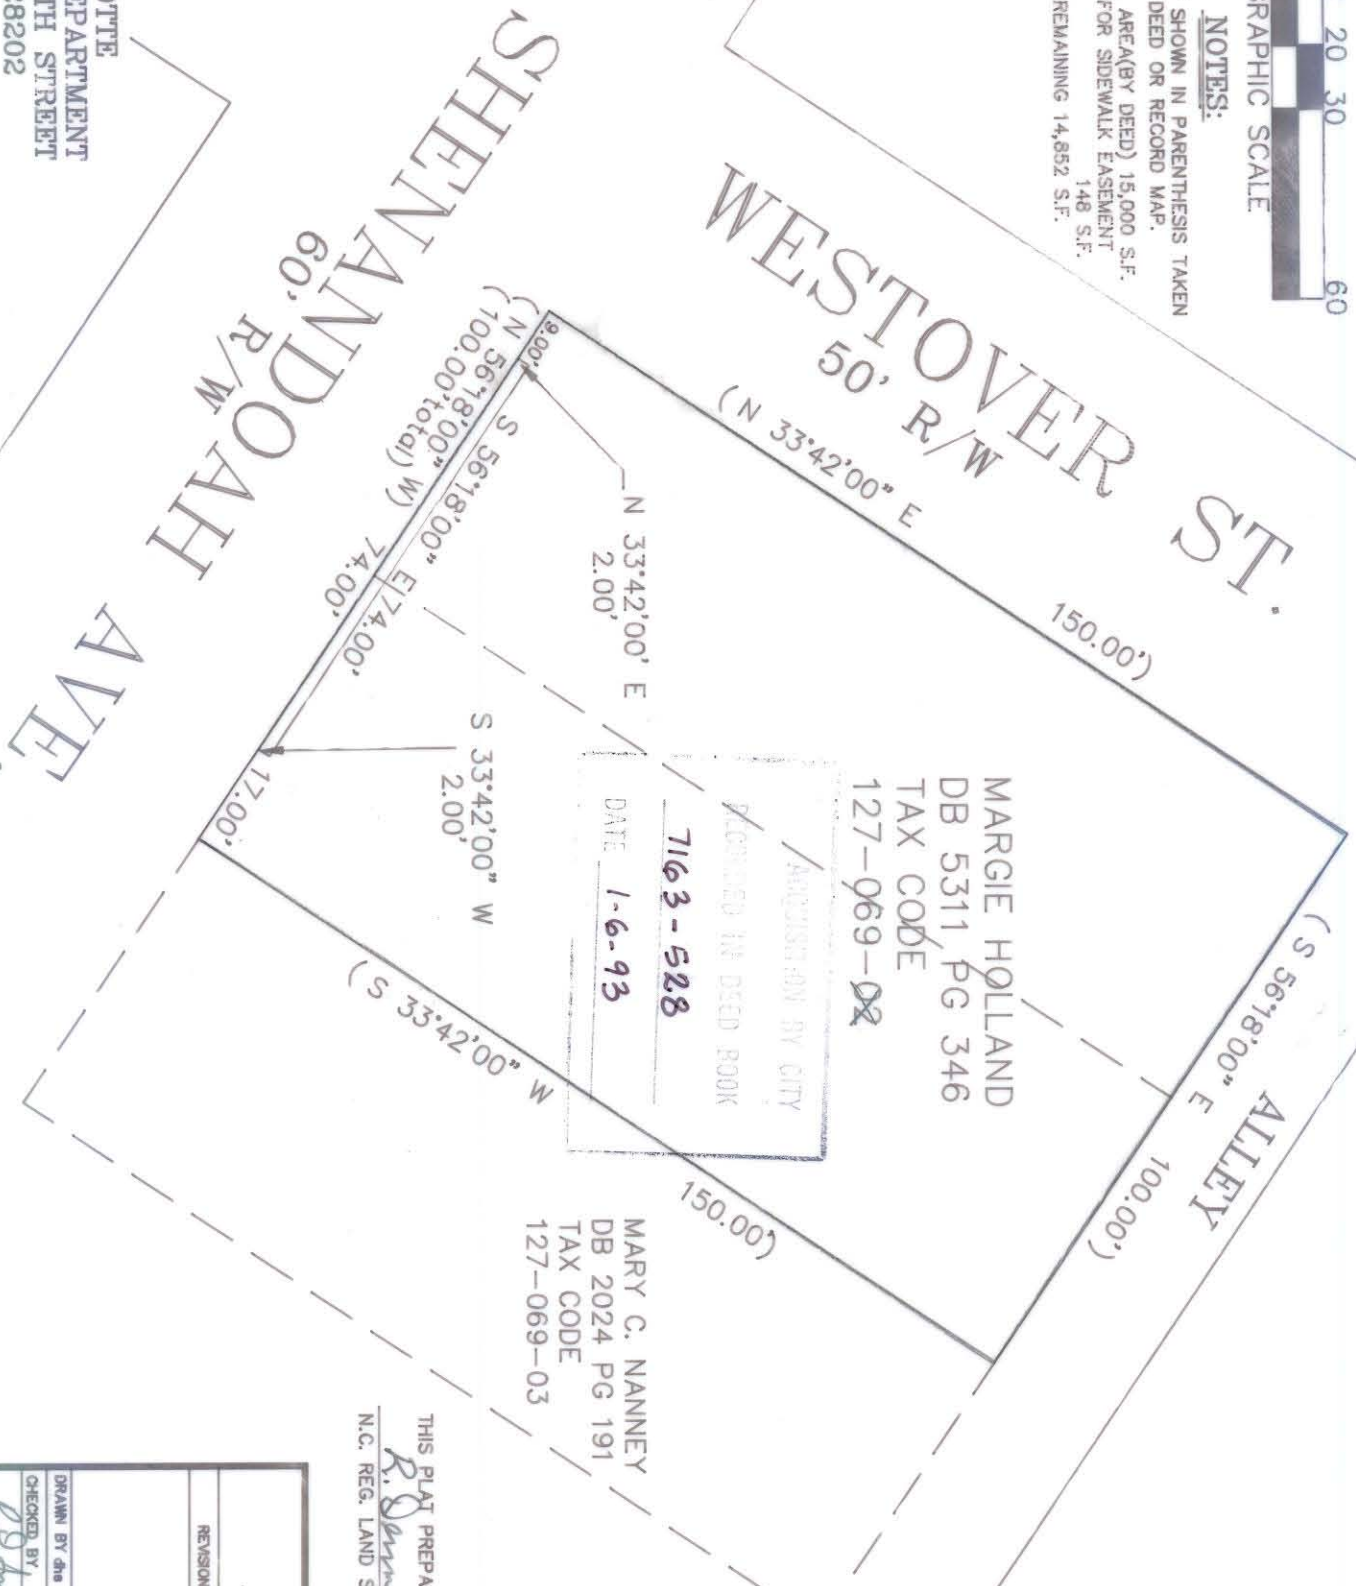 20 30 60
GRAPHIC SCALE
NOTES:
SHOWN IN PARENTHESIS TAKEN
DEED OR RECORD MAP.
AREA(BY DEED) 15,000 S.F.
FOR SIDEWALK EASEMENT
148 S.F.
REMAINING 14,852 S.F.
WESTOVER ST.
50' R/W
(N 33°42'00" E 150.00')
ALLEY
(S 56°18'00" E 100.00')
MARGIE HOLLAND
DB 5311, PG 346
TAX CODE
127-069-02
ACQUISITION BY CITY
RECORDED IN DEED BOOK
7163-528
DATE 1-6-93
N 33°42'00' E
2.00'
9.00'
(N 56°18'00" W)
(100.00' total)
S 56°18'00" E 74.00'
74.00'
S 33°42'00" W
2.00'
17.00'
(S 33°42'00" W 150.00')
MARY C. NANNEY
DB 2024 PG 191
TAX CODE
127-069-03
SHENANDOAH AVE
60' R/W
OTTE
EPARTMENT
TH STREET
28202
THIS PLAT PREPA
N.C. REG. LAND S
REVISION
DRAWN BY dhs
CHECKED BY